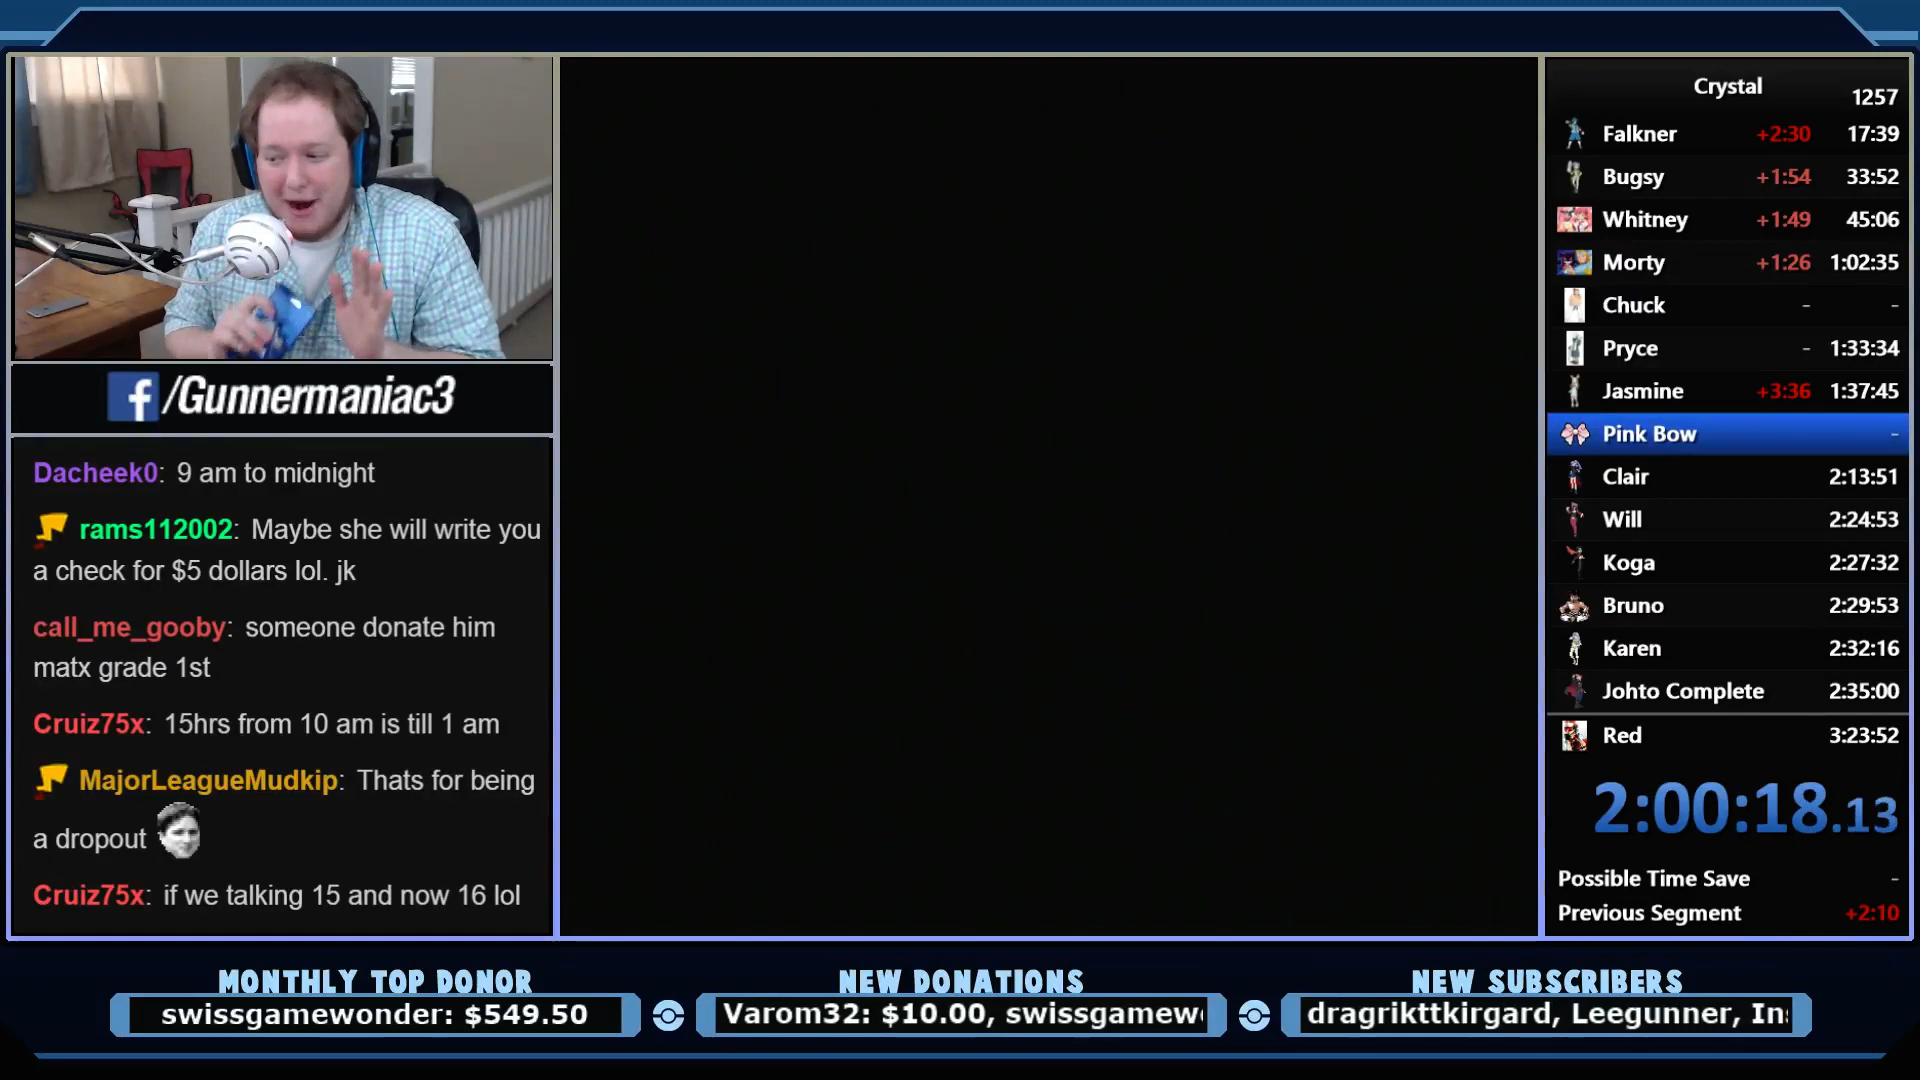 Crystal
1257
Falkner +2:30 17:39
Bugsy +1:54 33:52
Whitney +1:49 45:06
Morty +1:26 1:02:35
Chuck - -
Pryce - 1:33:34
Jasmine +3:36 1:37:45
Pink Bow -
Clair 2:13:51
Will 2:24:53
Koga 2:27:32
Bruno 2:29:53
Karen 2:32:16
Johto Complete 2:35:00
Red 3:23:52
2:00:18.13
Possible Time Save -
Previous Segment +2:10
f/Gunnermaniac3
Dacheek0: 9 am to midnight
rams112002: Maybe she will write you
a check for $5 dollars lol. jk
call_me_gooby: someone donate him
matx grade 1st
Cruiz75x: 15hrs from 10 am is till 1 am
MajorLeagueMudkip: Thats for being
a dropout
Cruiz75x: if we talking 15 and now 16 lol
MONTHLY TOP DONOR
swissgamewonder: $549.50
NEW DONATIONS
Varom32: $10.00, swissgamew
NEW SUBSCRIBERS
dragrikttkirgard, Leegunner, In